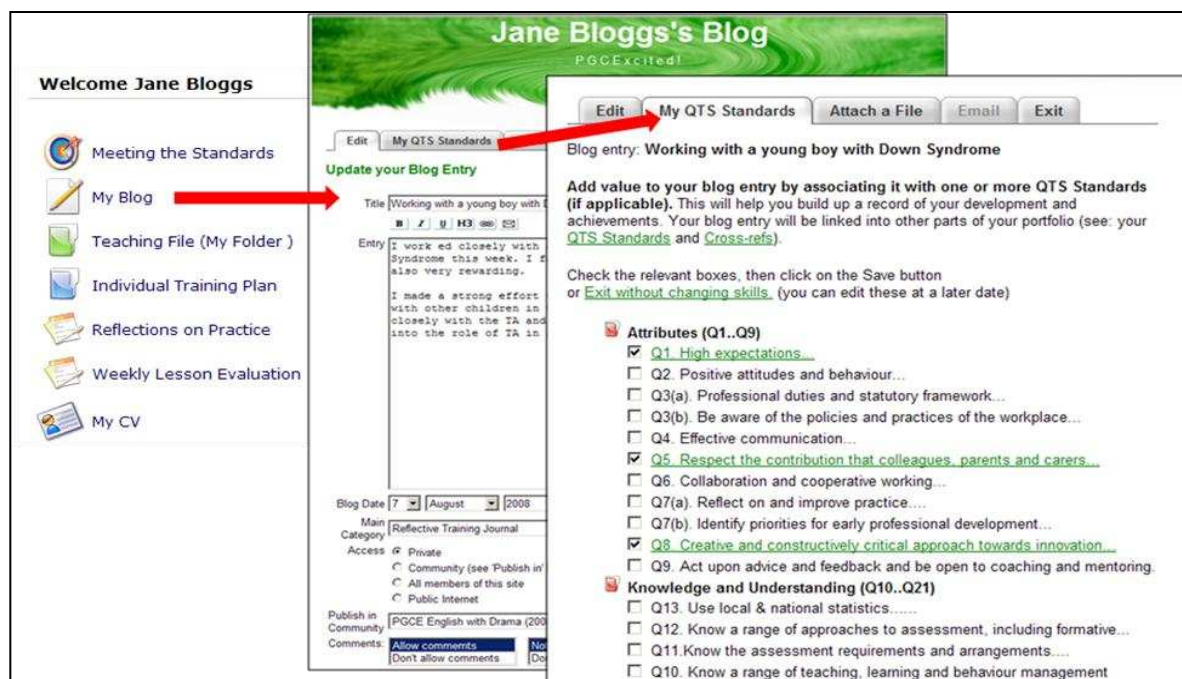 Welcome Jane Bloggs
Meeting the Standards
My Blog
Teaching File (My Folder )
Individual Training Plan
Reflections on Practice
Weekly Lesson Evaluation
My CV
Jane Bloggs's Blog
PGCExcited!
Edit My QTS Standards
Update your Blog Entry
Title Working with a young boy with
B I U H3
Entry I work ed closely with
Syndrome this week. I
also very rewarding.
I made a strong effort
with other children in
closely with the TA and
into the role of TA in
Blog Date 7 August 2008
Main
Category Reflective Training Journal
Access Private
Community (see 'Publish in'
All members of this site
Public Internet
Publish in
Community PGCE English with Drama (200
Comments: Allow comments
Don't allow comments
Edit My QTS Standards Attach a File Email Exit
Blog entry: Working with a young boy with Down Syndrome
Add value to your blog entry by associating it with one or more QTS Standards
(if applicable). This will help you build up a record of your development and
achievements. Your blog entry will be linked into other parts of your portfolio (see: your
QTS Standards and Cross-refs).
Check the relevant boxes, then click on the Save button
or Exit without changing skills. (you can edit these at a later date)
Attributes (Q1..Q9)
Q1. High expectations...
Q2. Positive attitudes and behaviour...
Q3(a). Professional duties and statutory framework...
Q3(b). Be aware of the policies and practices of the workplace...
Q4. Effective communication...
Q5. Respect the contribution that colleagues, parents and carers...
Q6. Collaboration and cooperative working...
Q7(a). Reflect on and improve practice....
Q7(b). Identify priorities for early professional development...
Q8. Creative and constructively critical approach towards innovation...
Q9. Act upon advice and feedback and be open to coaching and mentoring.
Knowledge and Understanding (Q10..Q21)
Q13. Use local & national statistics......
Q12. Know a range of approaches to assessment, including formative...
Q11.Know the assessment requirements and arrangements....
Q10. Know a range of teaching, learning and behaviour management